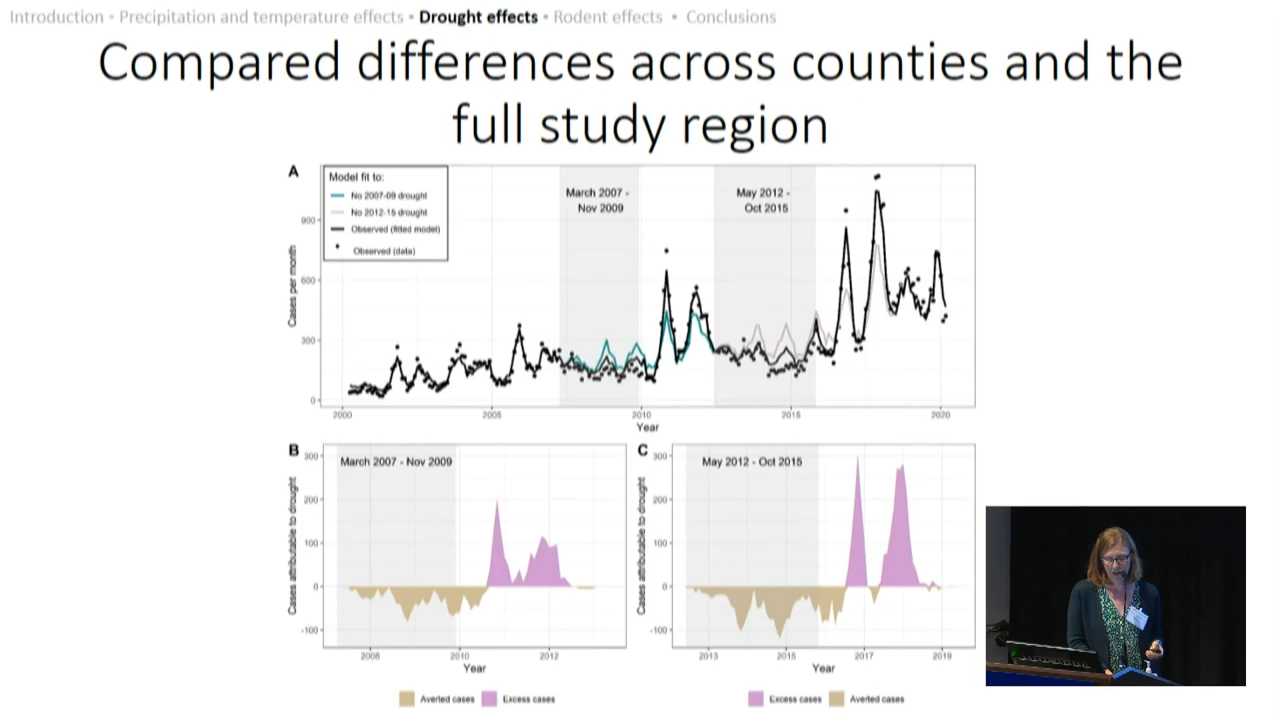 Introduction • Precipitation and temperature effects • Drought effects • Rodent effects • Conclusions
Compared differences across counties and the
full study region
A
Model fit to:
No 2007-09 drought
No 2012-15 drought
Observed (fitted model)
Observed (data)
March 2007 -
Nov 2009
May 2012 -
Oct 2015
Cases per month
900
600
300
0
2000
2005
2010
2015
2020
Year
B
March 2007 - Nov 2009
Cases attributable to drought
300
200
100
0
-100
2008
2010
2012
Year
Averted cases
Excess cases
C
May 2012 - Oct 2015
Cases attributable to drought
300
200
100
0
-100
2013
2015
2017
2019
Year
Excess cases
Averted cases